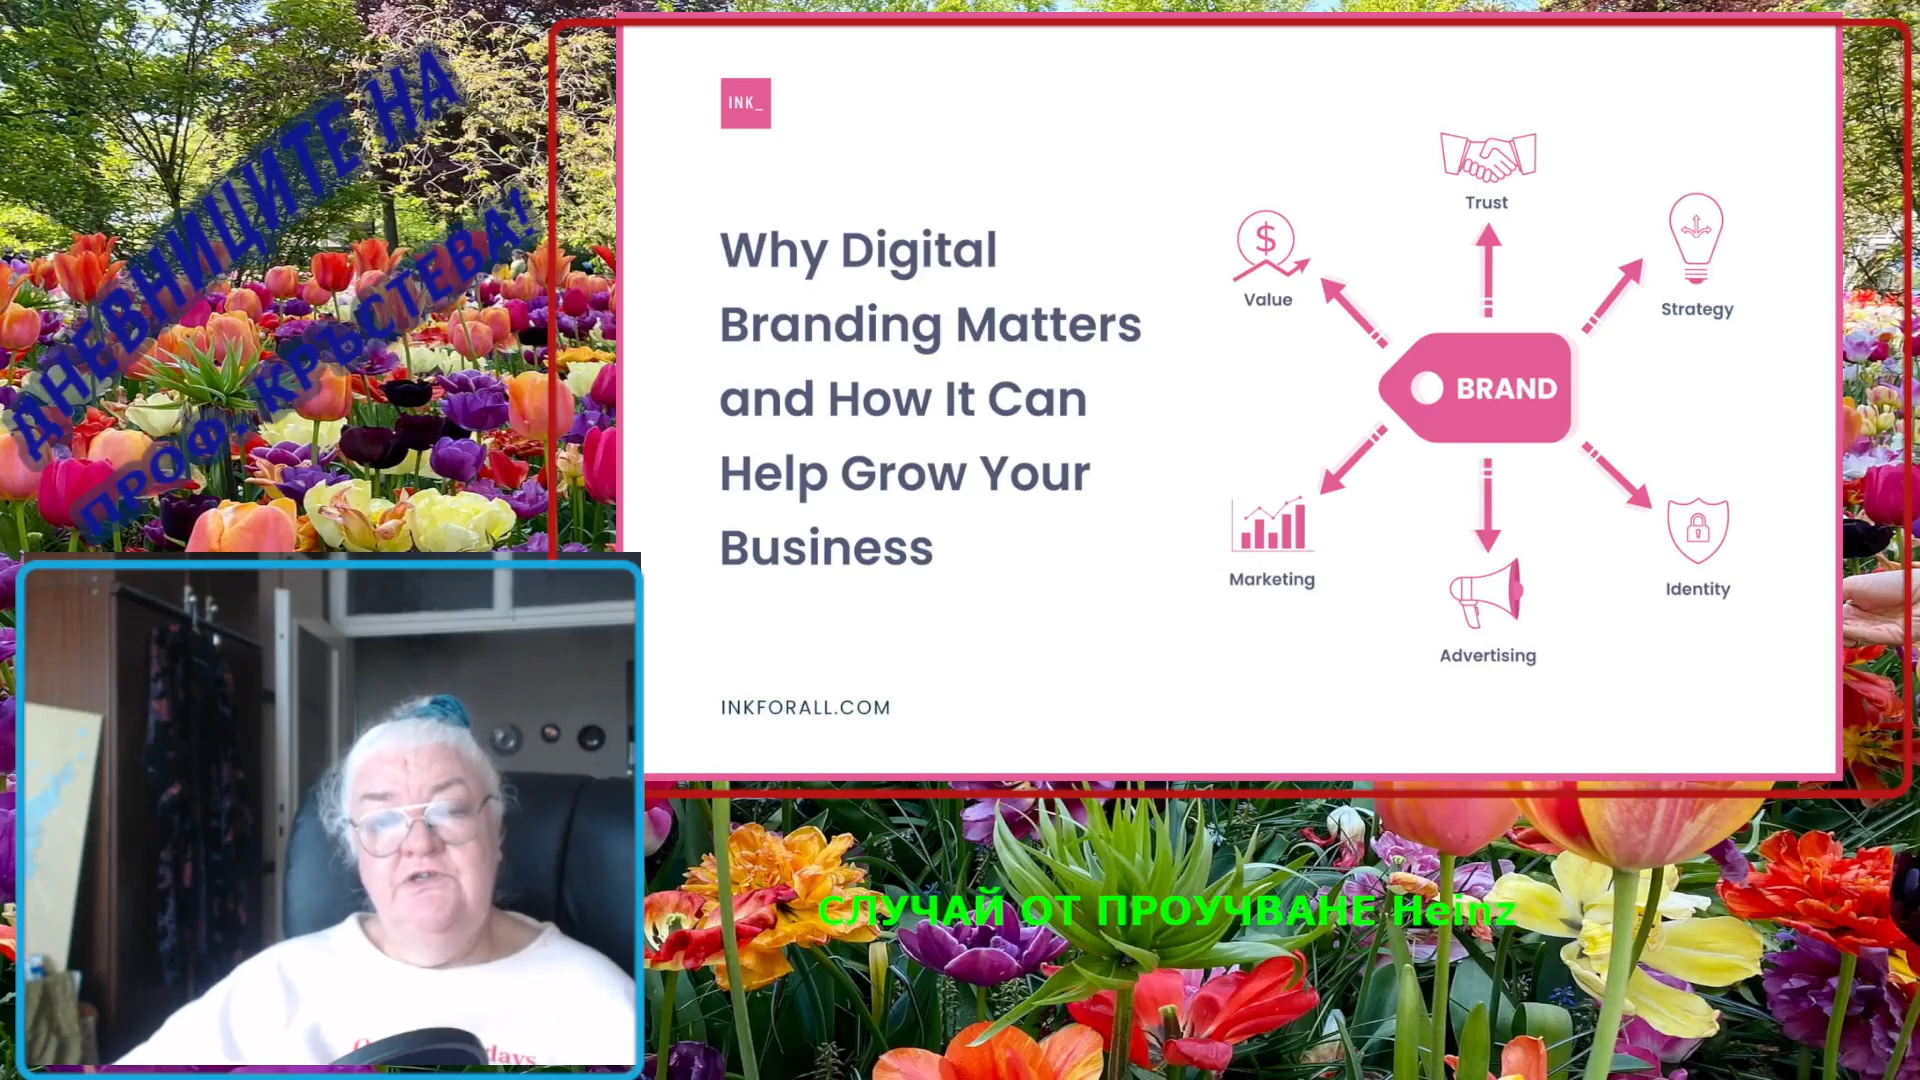 ДНЕВНИЦИТЕ НА
ПРОФ. КРЪСТЕВА!
INK_
Why Digital
Branding Matters
and How It Can
Help Grow Your
Business
INKFORALL.COM
Trust
Value
Strategy
BRAND
Marketing
Identity
Advertising
СЛУЧАЙ ОТ ПРОУЧВАНЕ Heinz